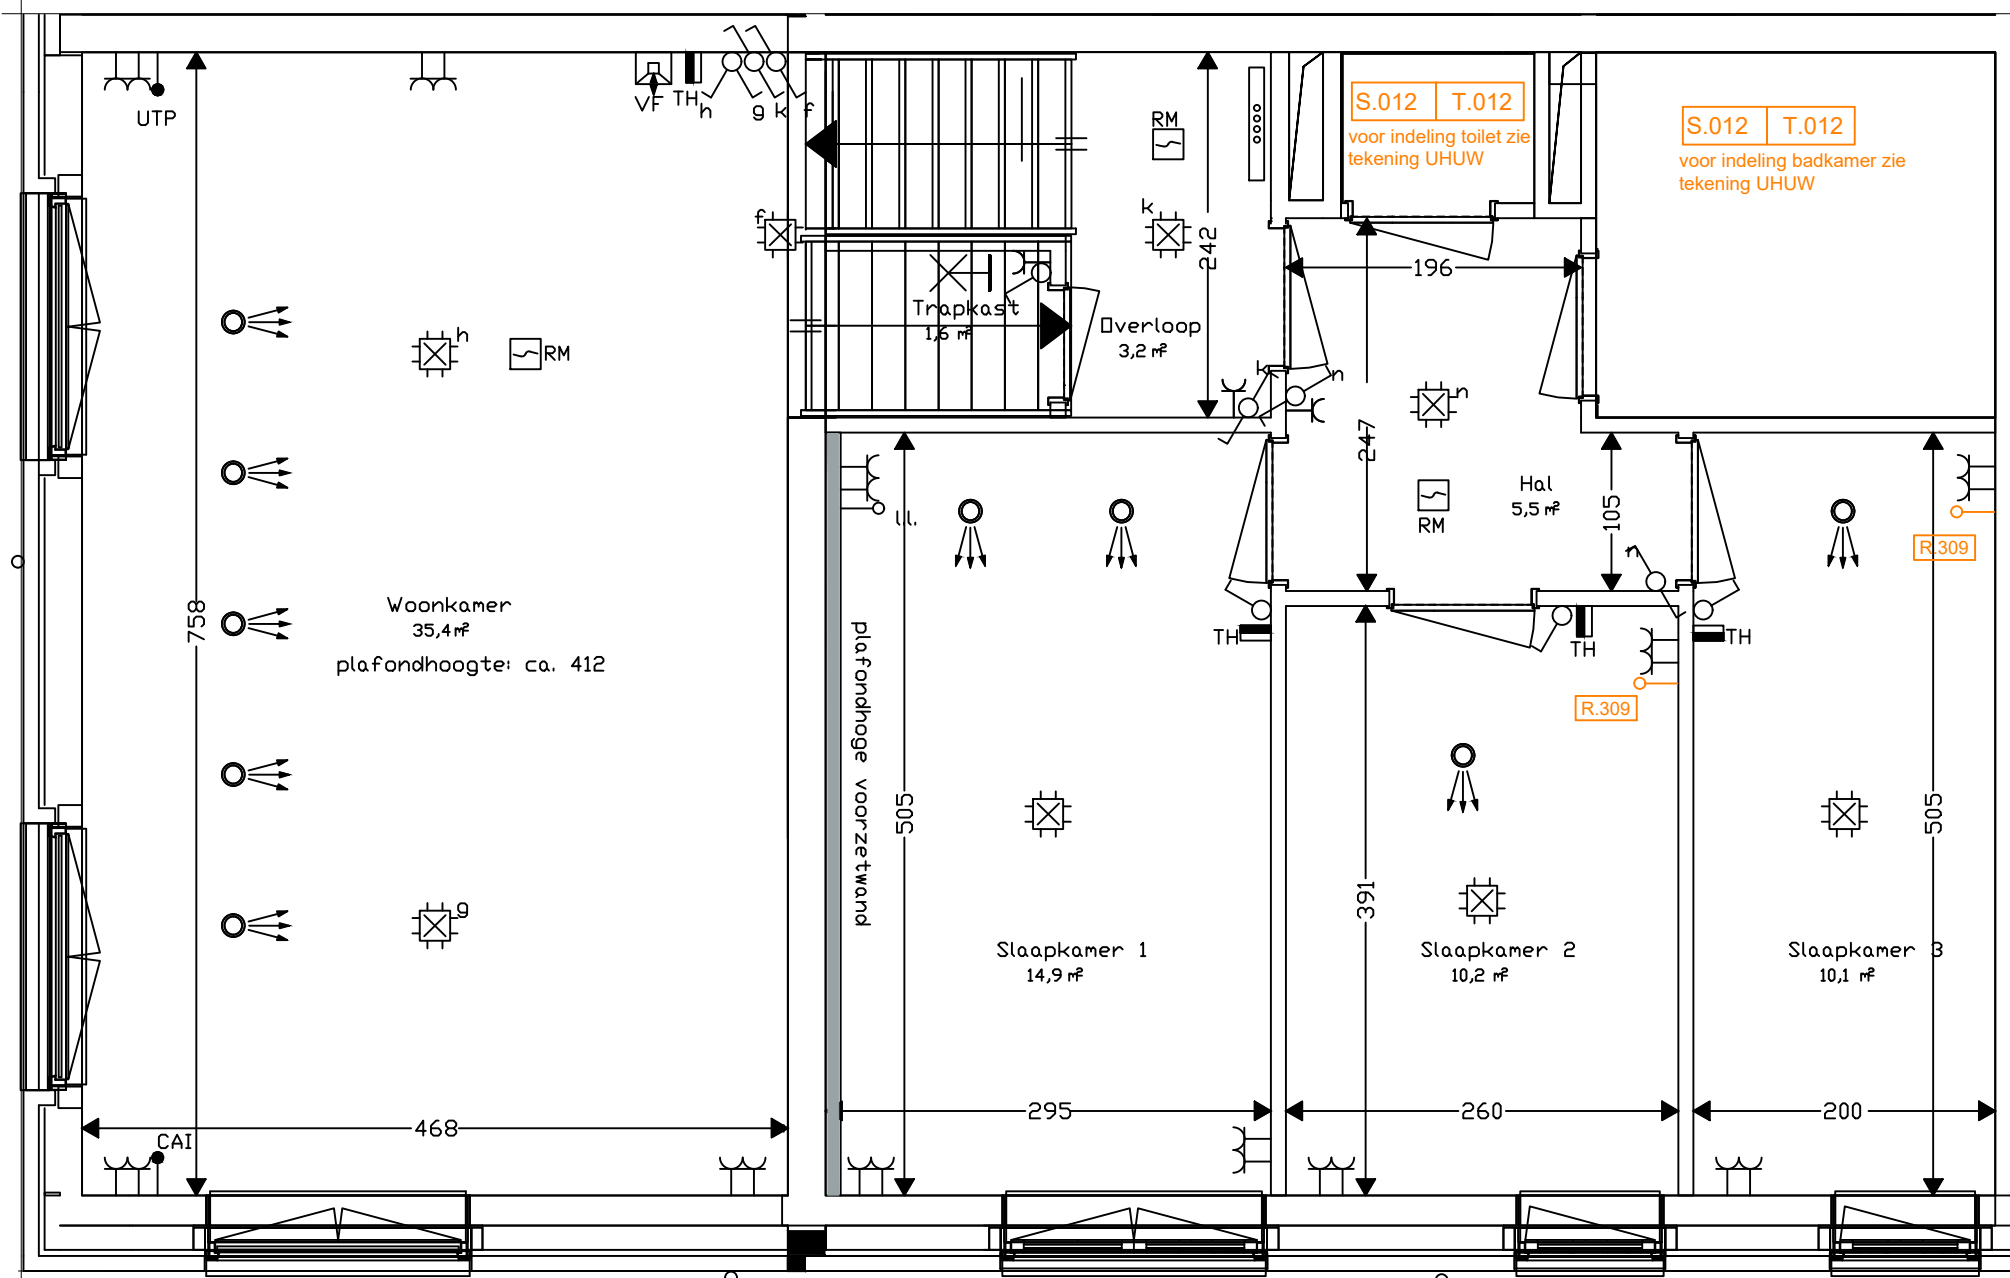 UTP
VF
TH
h
g
k
f
RM
S.012
T.012
voor indeling toilet zie
tekening UHUW
S.012
T.012
voor indeling badkamer zie
tekening UHUW
f
k
242
196
Trapkast
1,6 m²
Overloop
3,2 m²
h
RM
k
n
n
247
RM
Hal
5,5 m²
105
n
l.l.
R.309
758
Woonkamer
35,4 m²
plafondhoogte: ca. 412
plafondhoge voorzetwand
TH
TH
TH
R.309
505
391
505
g
Slaapkamer 1
14,9 m²
Slaapkamer 2
10,2 m²
Slaapkamer 3
10,1 m²
468
295
260
200
CAI